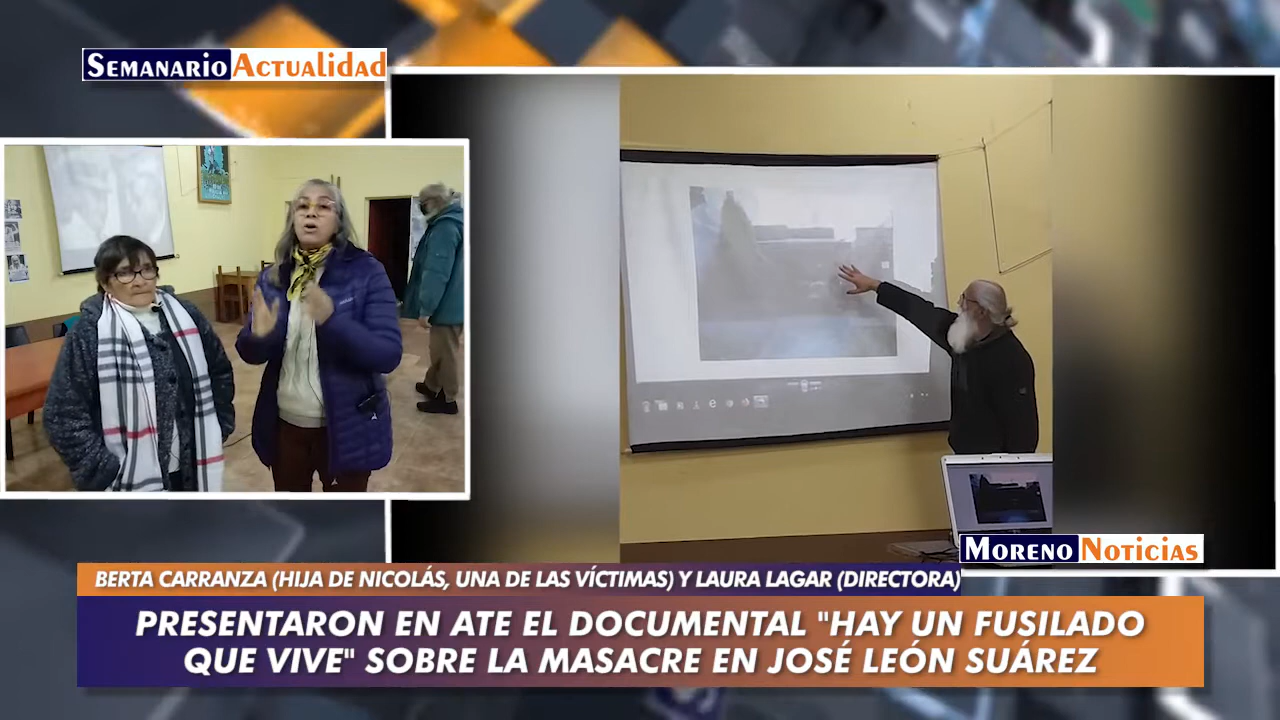 SEMANARIO ACTUALIDAD
MORENO NOTICIAS
BERTA CARRANZA (HIJA DE NICOLÁS, UNA DE LAS VÍCTIMAS) Y LAURA LAGAR (DIRECTORA)
PRESENTARON EN ATE EL DOCUMENTAL "HAY UN FUSILADO
QUE VIVE" SOBRE LA MASACRE EN JOSÉ LEÓN SUÁREZ